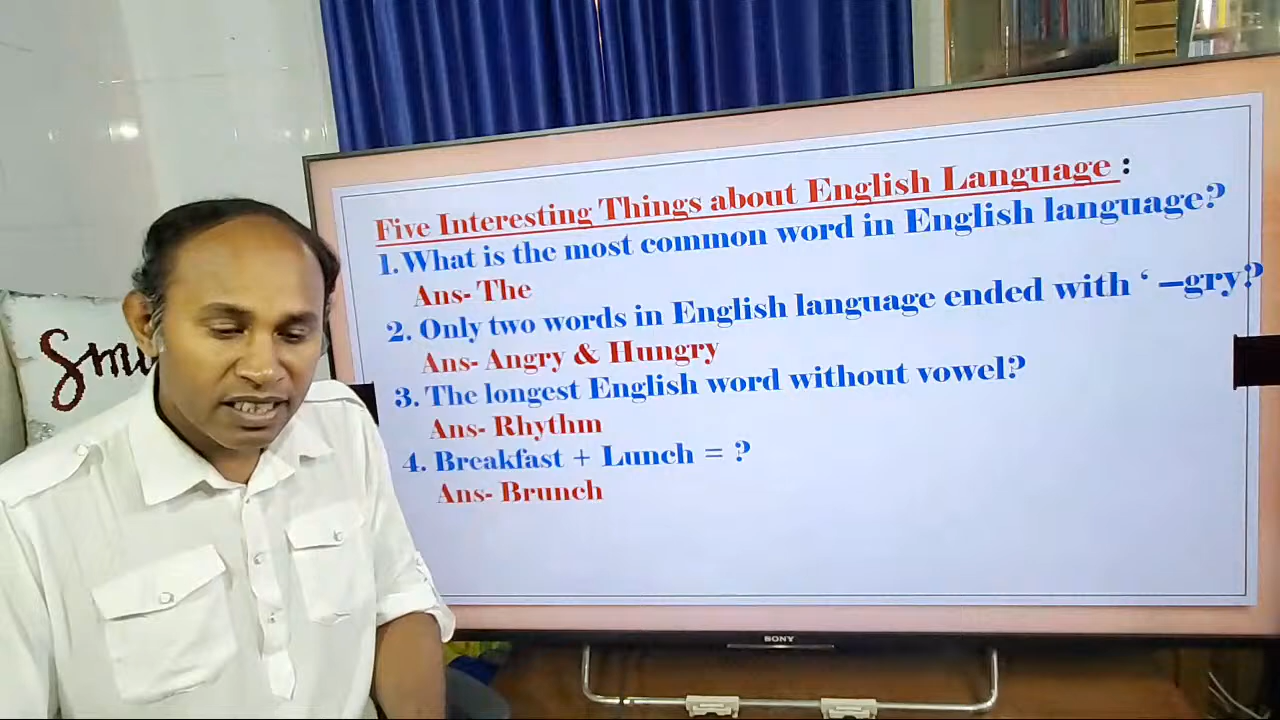 Five Interesting Things about English Language :
1. What is the most common word in English language?
Ans- The
2. Only two words in English language ended with ‘ –gry?
Ans- Angry & Hungry
3. The longest English word without vowel?
Ans- Rhythm
4. Breakfast + Lunch = ?
Ans- Brunch
SONY